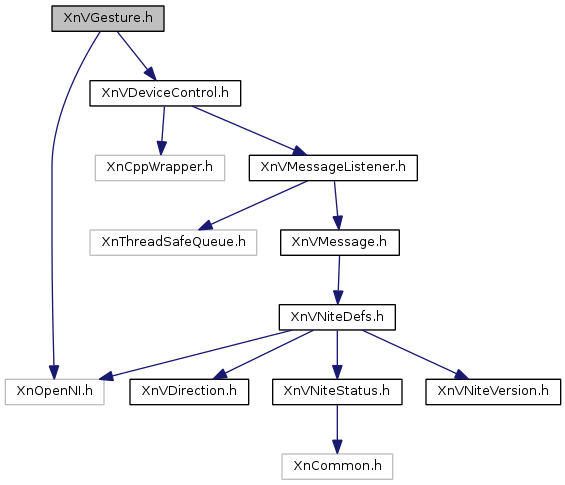 XnVGesture.h
XnVDeviceControl.h
XnCppWrapper.h
XnVMessageListener.h
XnThreadSafeQueue.h
XnVMessage.h
XnVNiteDefs.h
XnOpenNI.h
XnVDirection.h
XnVNiteStatus.h
XnVNiteVersion.h
XnCommon.h